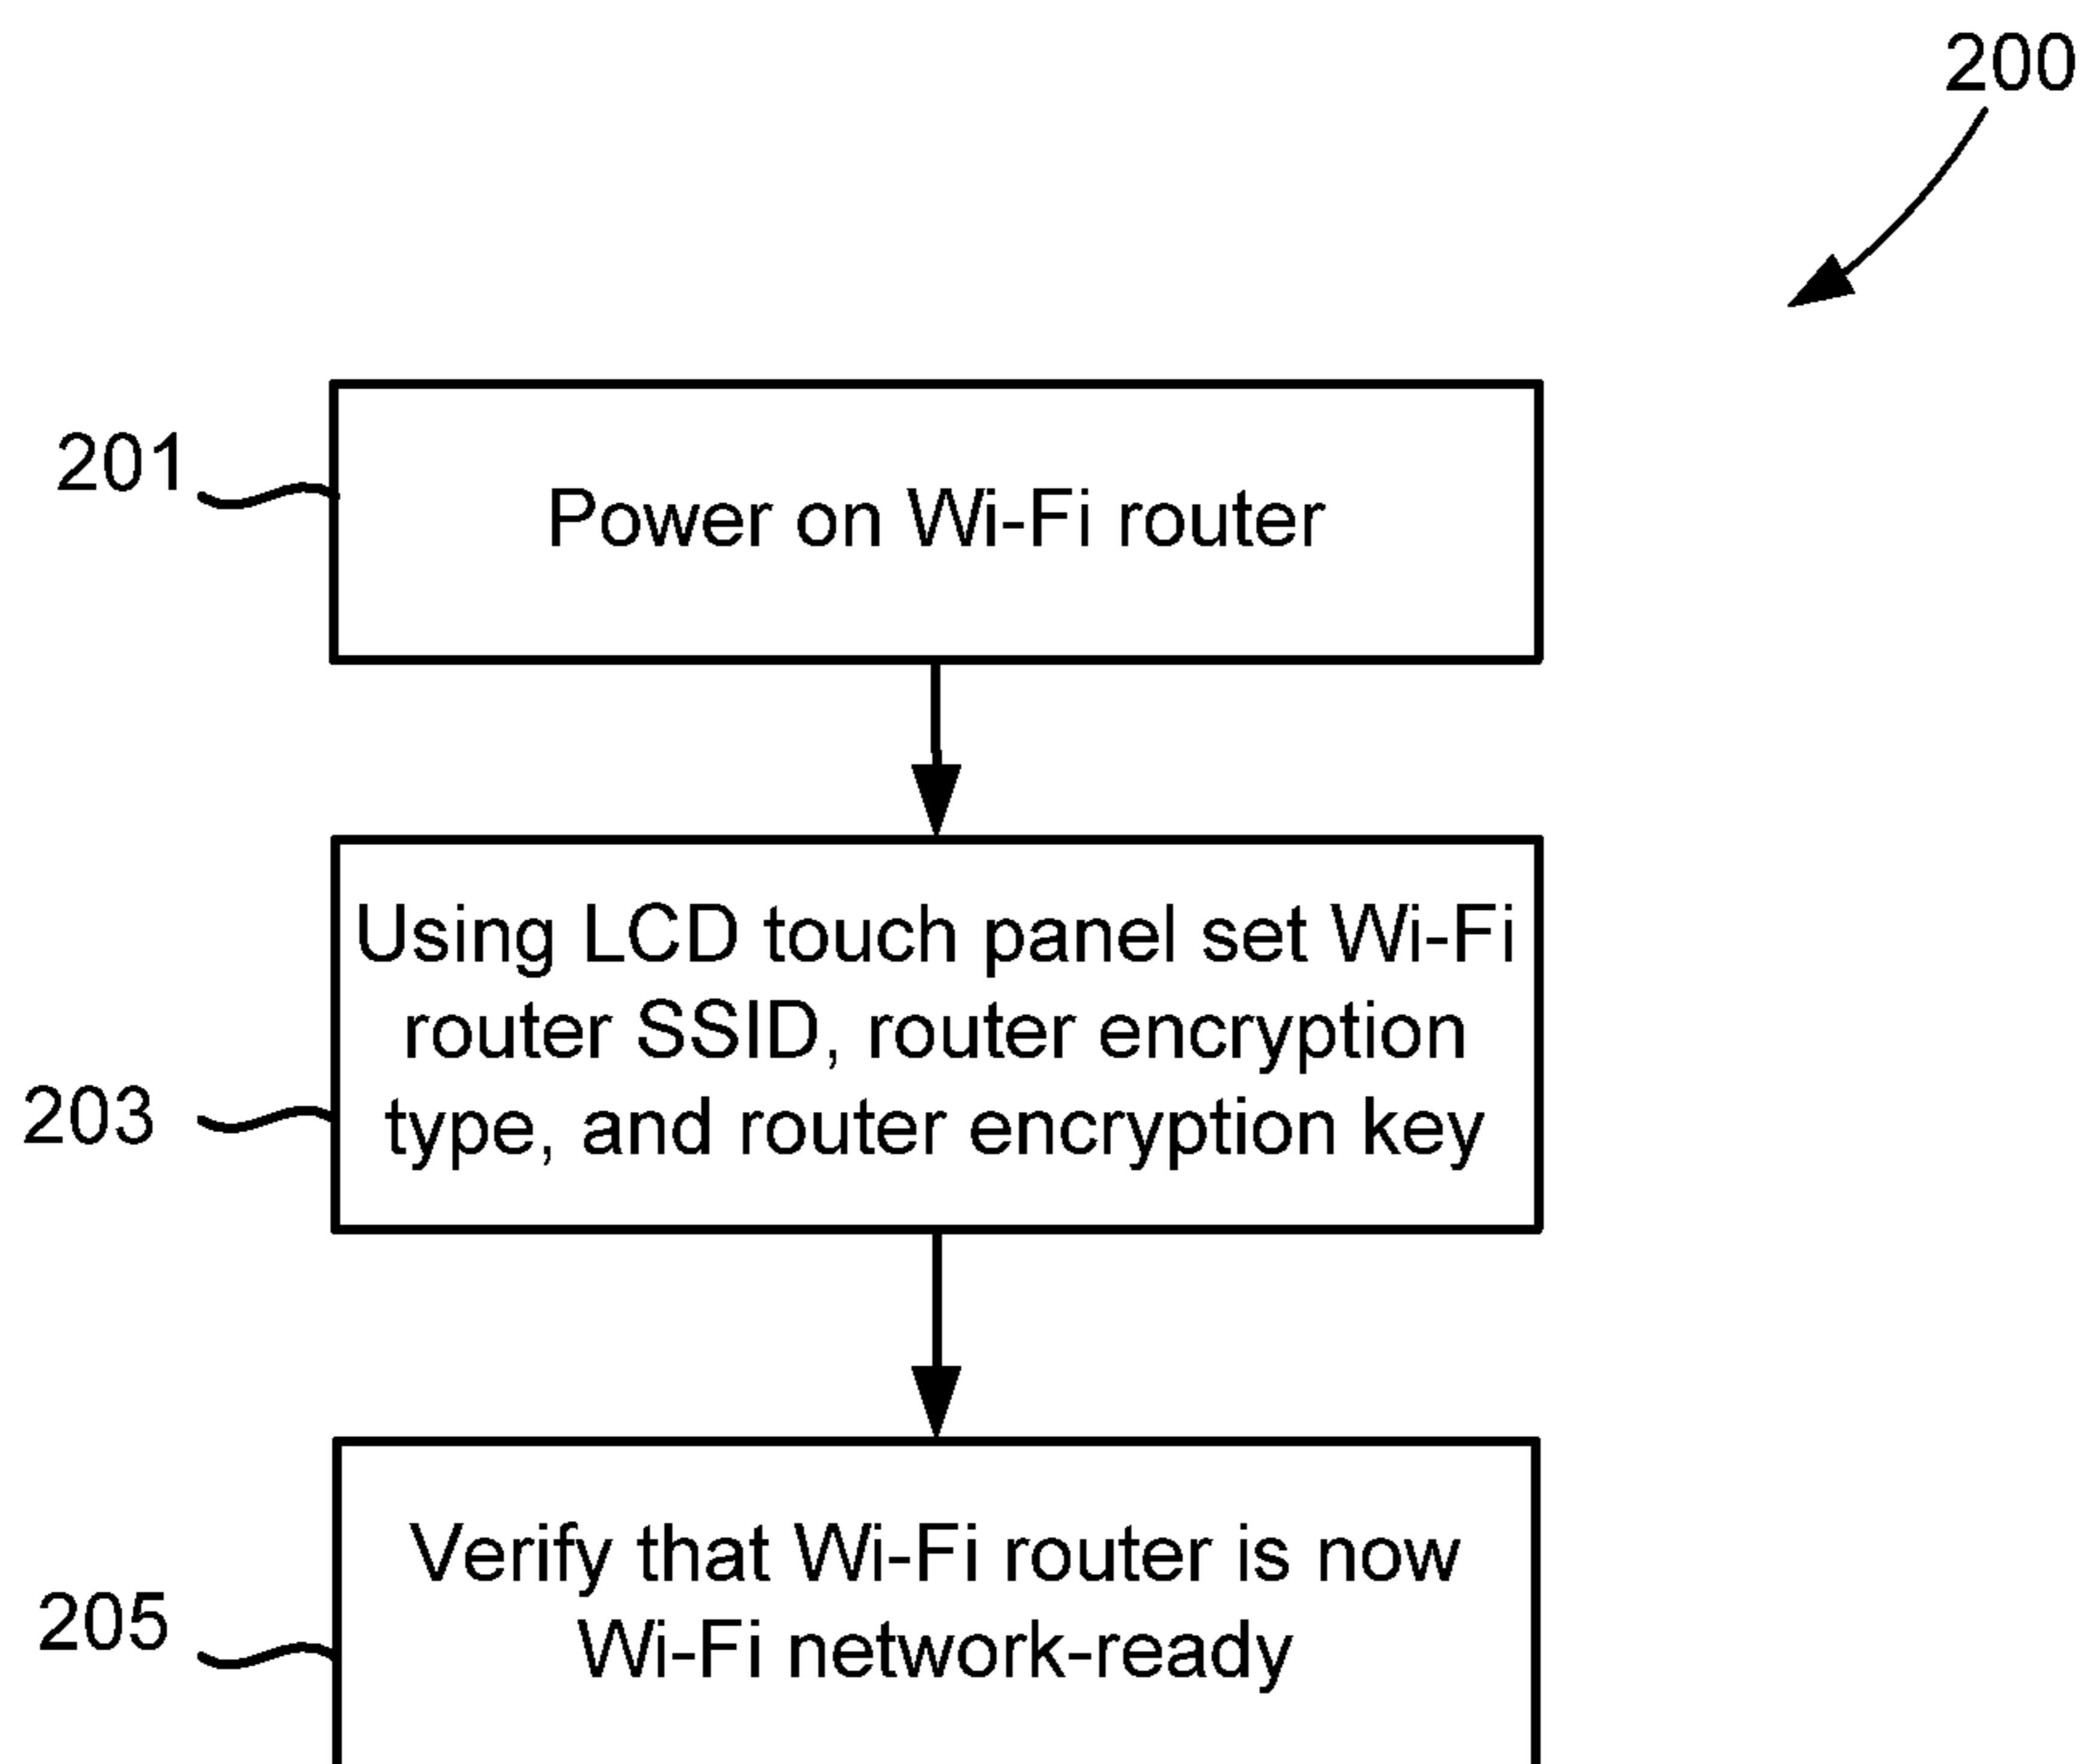 200
201
Power on Wi-Fi router
Using LCD touch panel set Wi-Fi
router SSID, router encryption
type, and router encryption key
203
Verify that Wi-Fi router is now
Wi-Fi network-ready
205